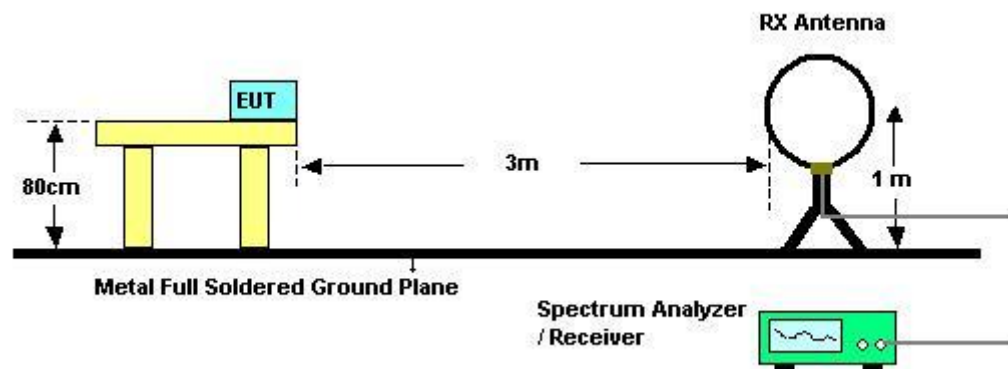 RX Antenna
EUT
3m
80cm
1 m
Metal Full Soldered Ground Plane
Spectrum Analyzer
/ Receiver